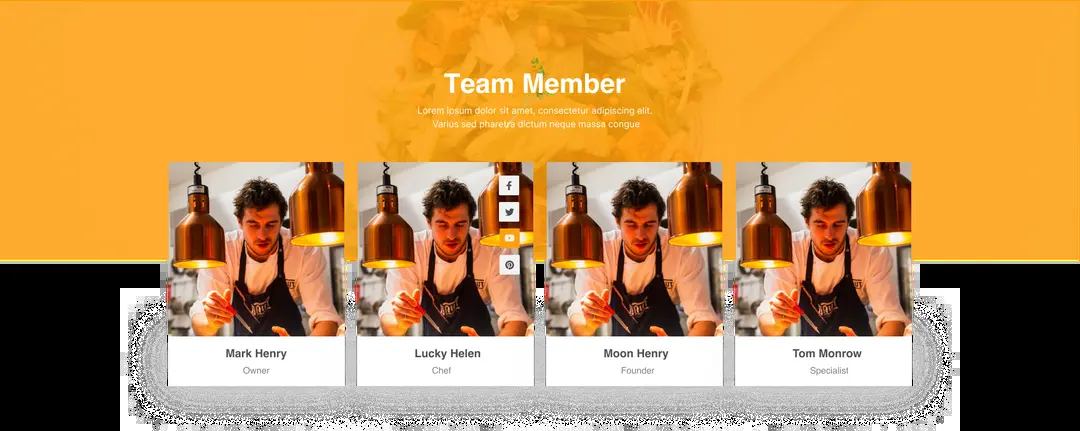 Team Member
Lorem ipsum dolor sit amet, consectetur adipiscing elit.
Varius sed pharetra dictum neque massa congue
Mark Henry
Owner
Lucky Helen
Chef
Moon Henry
Founder
Tom Monrow
Specialist